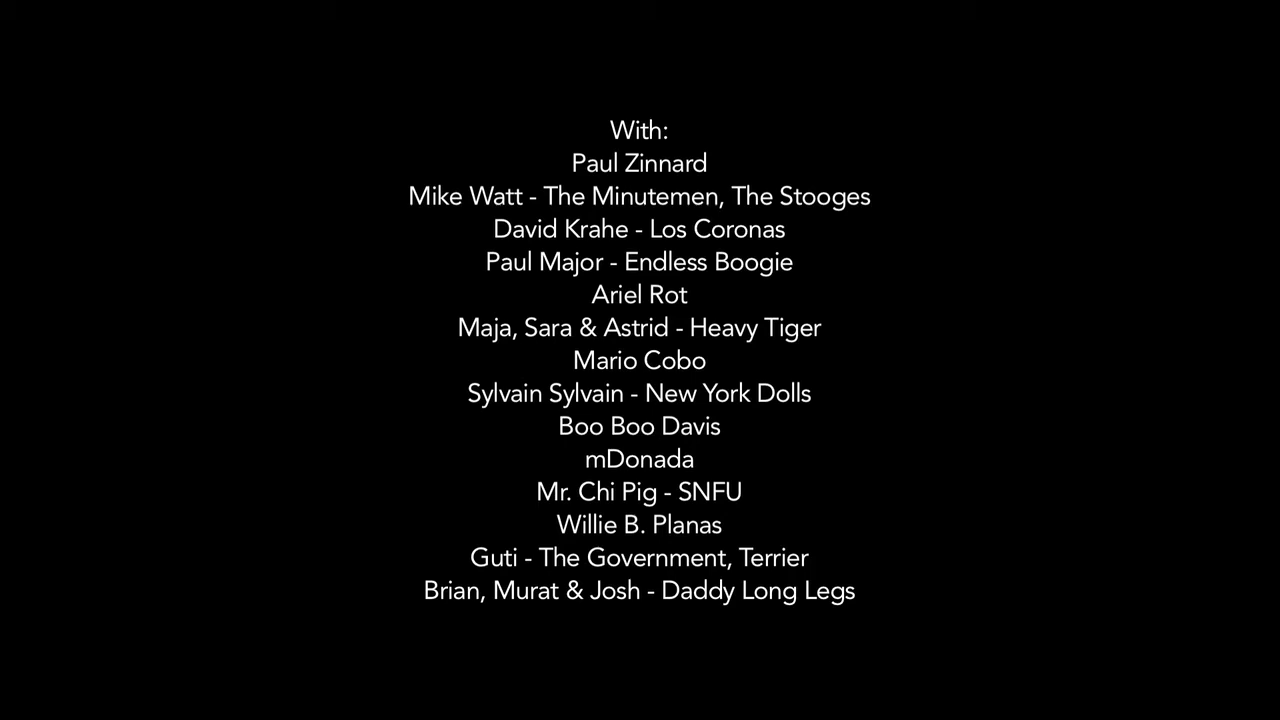 With:
Paul Zinnard
Mike Watt - The Minutemen, The Stooges
David Krahe - Los Coronas
Paul Major - Endless Boogie
Ariel Rot
Maja, Sara & Astrid - Heavy Tiger
Mario Cobo
Sylvain Sylvain - New York Dolls
Boo Boo Davis
mDonada
Mr. Chi Pig - SNFU
Willie B. Planas
Guti - The Government, Terrier
Brian, Murat & Josh - Daddy Long Legs